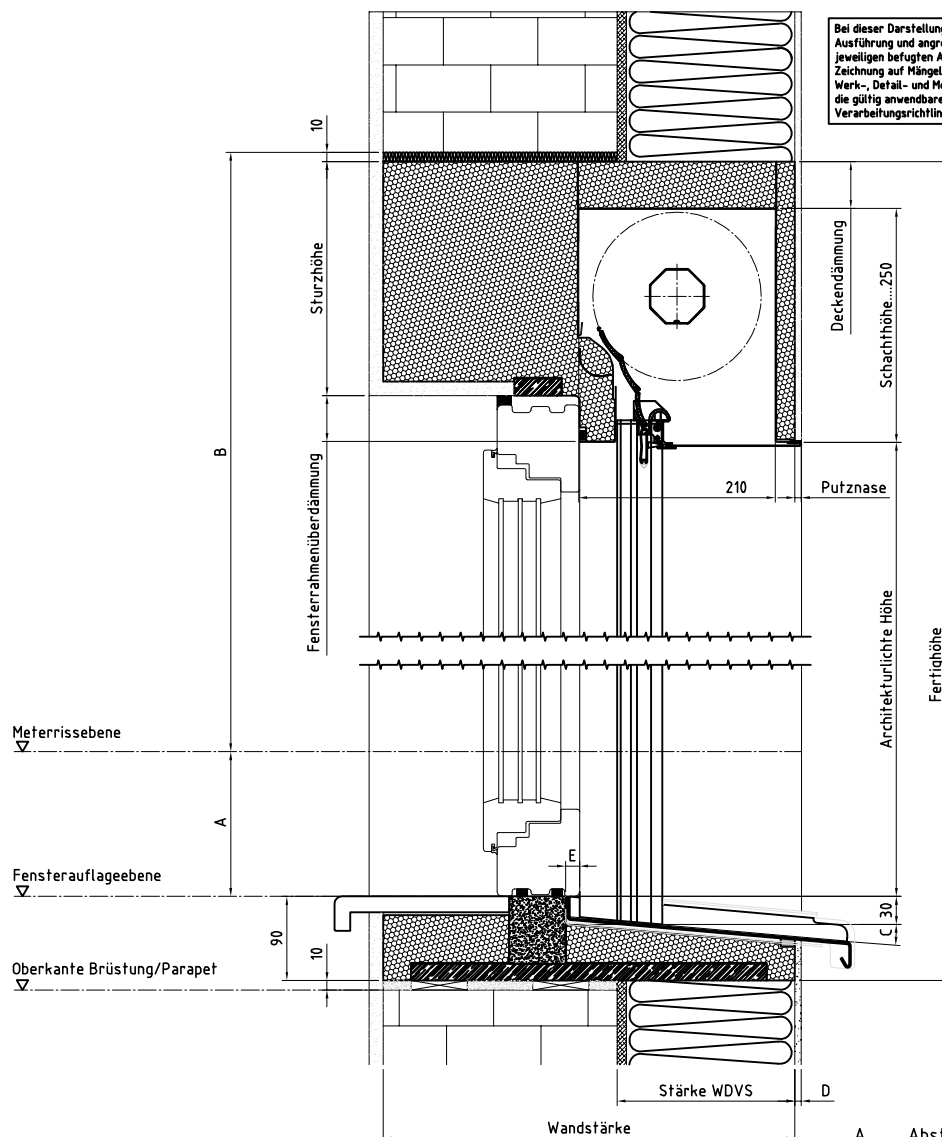 Bei dieser Darstellung
Ausführung und angr
jeweiligen befugten A
Zeichnung auf Mängel
Werk-, Detail- und Mo
die gültig anwendbare
Verarbeitungsrichtlin
10
Sturzhöhe
Deckendämmung
Schachthöhe....250
B
Fensterrahmenüberdämmung
210
Putznase
Architekturlichte Höhe
Fertighöhe
Meterrissebene
A
E
Fensterauflageebene
30
C
90
10
Oberkante Brüstung/Parapet
Stärke WDVS
D
Wandstärke
A Abst